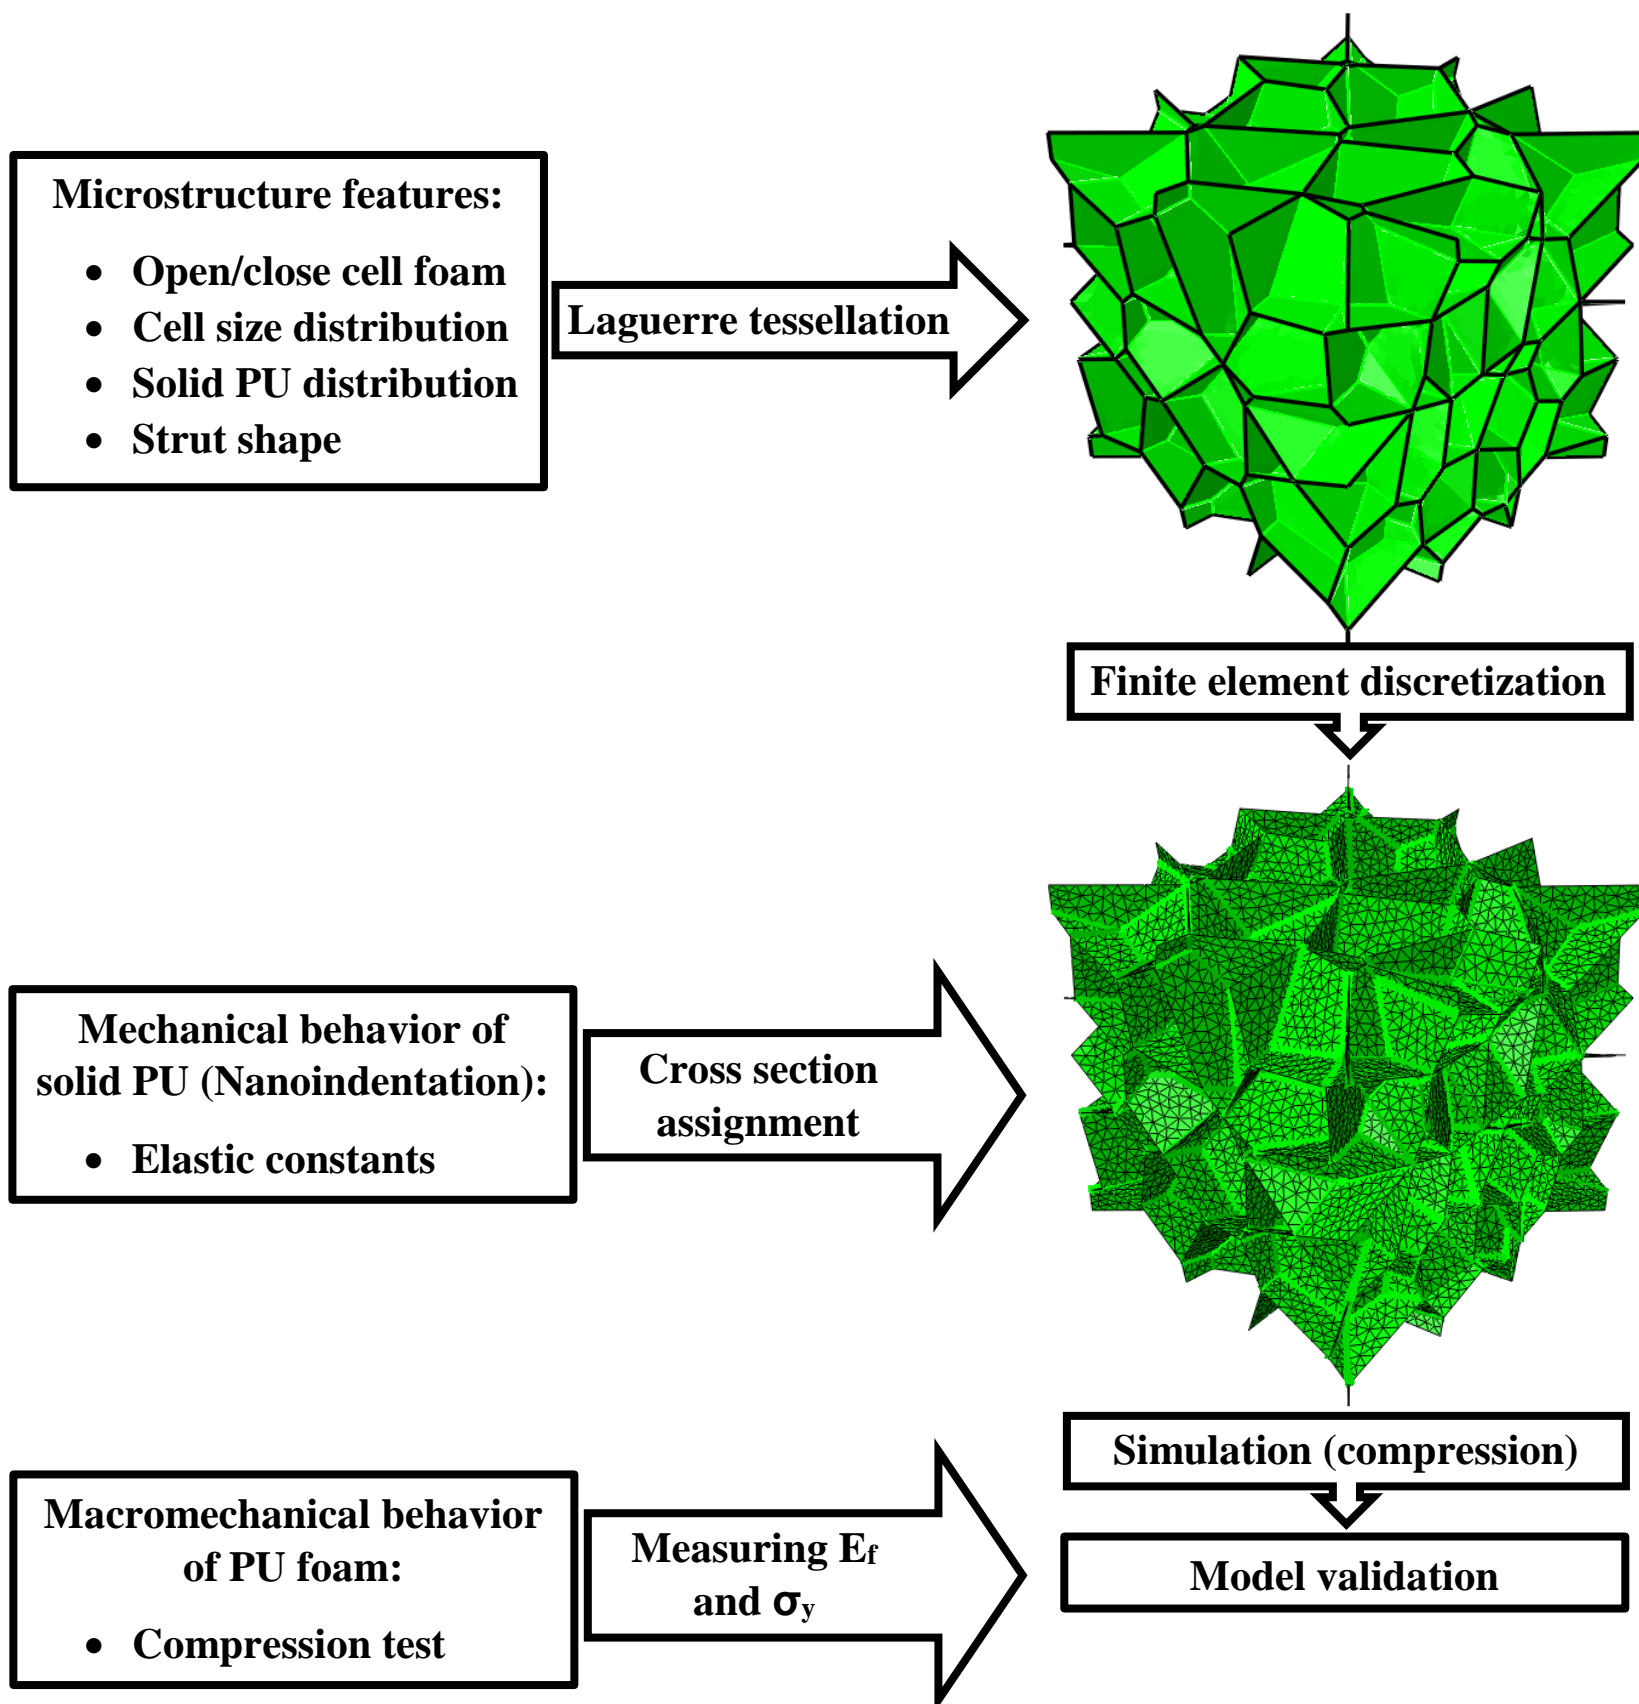 Microstructure features:
• Open/close cell foam
• Cell size distribution
• Solid PU distribution
• Strut shape
Laguerre tessellation
Finite element discretization
Mechanical behavior of
solid PU (Nanoindentation):
• Elastic constants
Cross section
assignment
Simulation (compression)
Macromechanical behavior
of PU foam:
• Compression test
Measuring Ef
and σy
Model validation